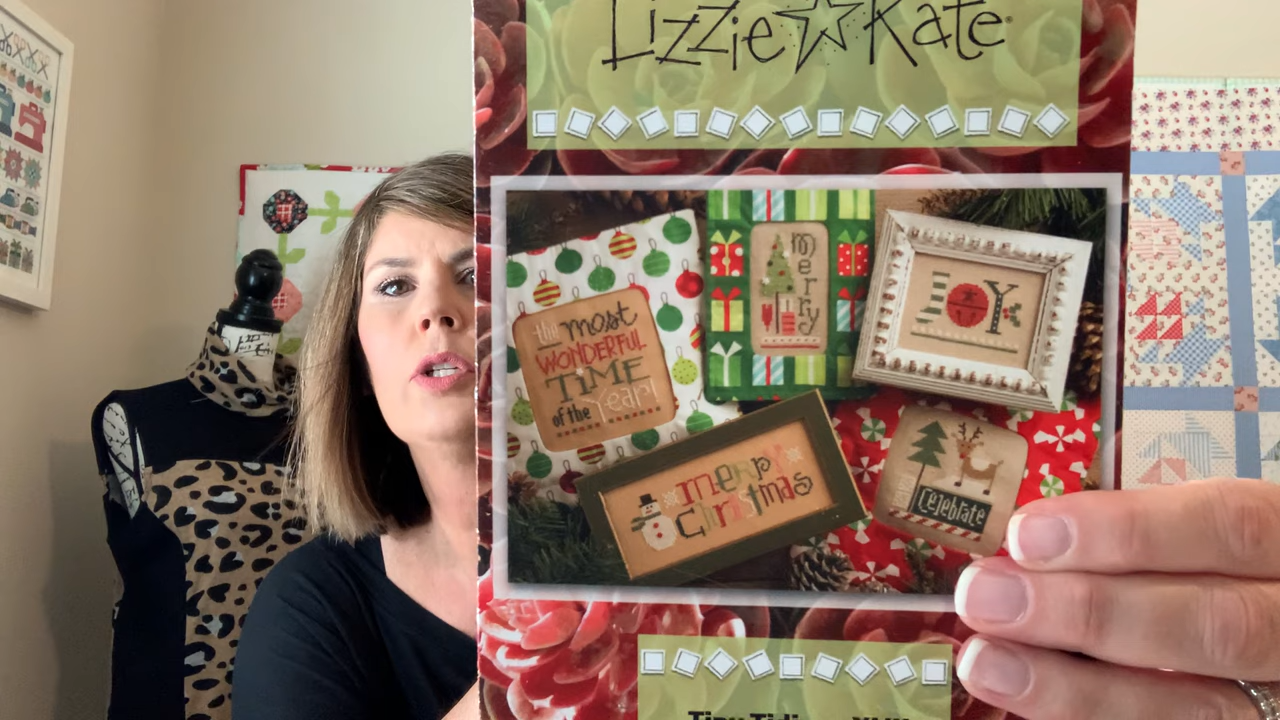 Lizzie Kate
the most
WONDERFUL
TIME
of the Year!
merry
JOY
merry
Christmas
Celebrate